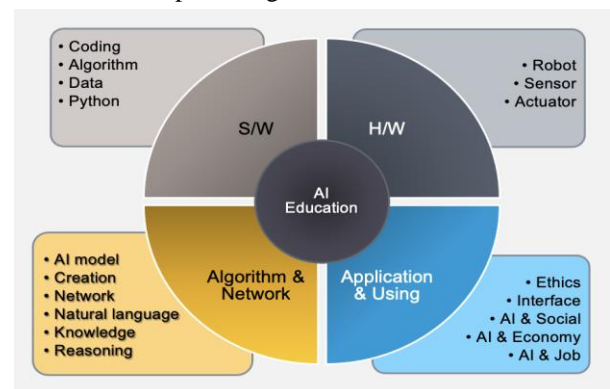 • Coding
• Algorithm
• Data
• Python
• Robot
• Sensor
• Actuator
S/W
H/W
AI
Education
Algorithm &
Network
Application
& Using
• AI model
• Creation
• Network
• Natural language
• Knowledge
• Reasoning
• Ethics
• Interface
• AI & Social
• AI & Economy
• AI & Job